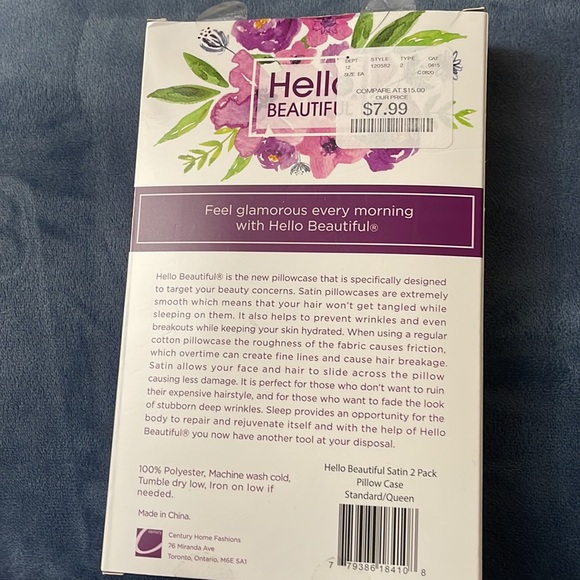 Hello
BEAUTIFUL
DEPT STYLE TYPE CAT
12 120582 2 5815
SIZE EA
COMPARE AT $15.00
OUR PRICE
$7.99
Feel glamorous every morning
with Hello Beautiful®
Hello Beautiful® is the new pillowcase that is specifically designed
to target your beauty concerns. Satin pillowcases are extremely
smooth which means that your hair won't get tangled while
sleeping on them. It also helps to prevent wrinkles and even
breakouts while keeping your skin hydrated. When using a regular
cotton pillowcase the roughness of the fabric causes friction,
which overtime can create fine lines and cause hair breakage.
Satin allows your face and hair to slide across the pillow
causing less damage. It is perfect for those who don't want to ruin
their expensive hairstyle, and for those who want to fade the look
of stubborn deep wrinkles. Sleep provides an opportunity for the
body to repair and rejuvenate itself and with the help of Hello
Beautiful® you now have another tool at your disposal.
100% Polyester, Machine wash cold,
Tumble dry low, Iron on low if
needed.
Made in China.
century
Century Home Fashions
76 Miranda Ave
Toronto, Ontario, M6E 5A1
Hello Beautiful Satin 2 Pack
Pillow Case
Standard/Queen
7 79386 18410 8